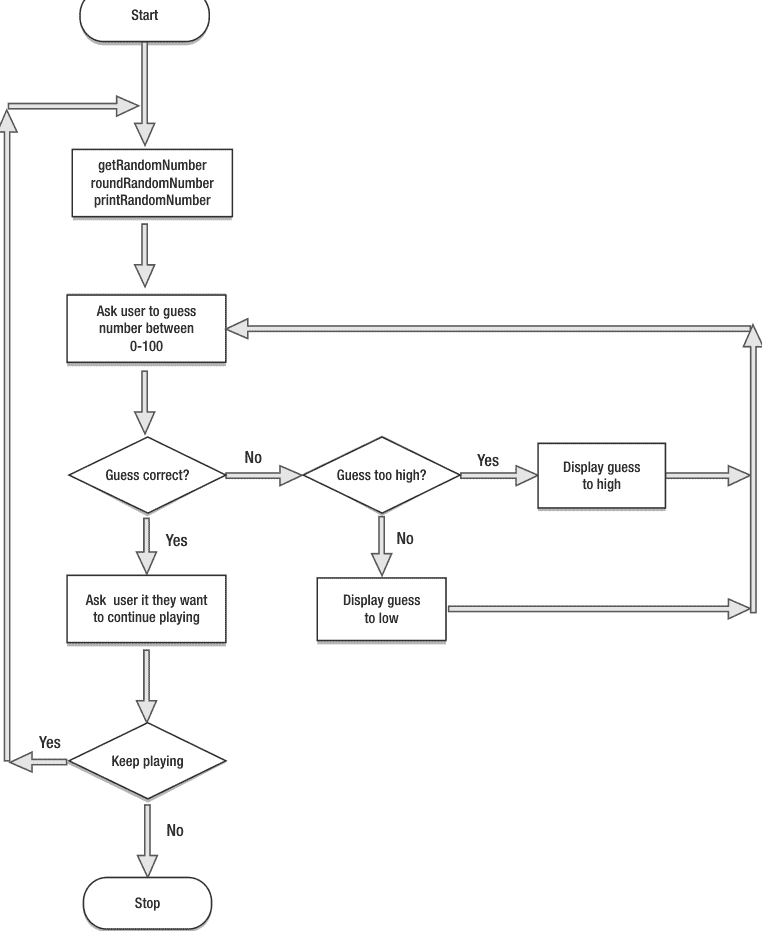 Start
getRandomNumber
roundRandomNumber
printRandomNumber
Ask user to guess
number between
0-100
Guess correct?
No
Guess too high?
Yes
Display guess
to high
Yes
No
Ask user it they want
to continue playing
Display guess
to low
Yes
Keep playing
No
Stop